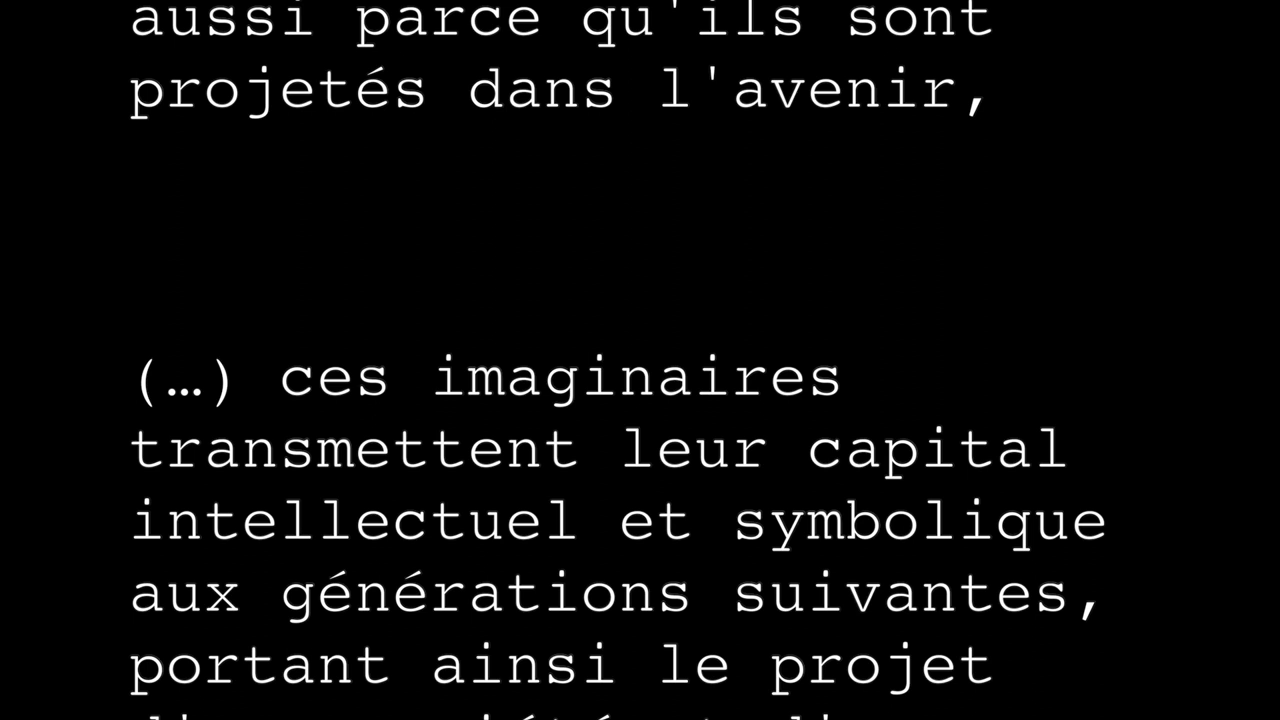 aussi parce qu'ils sont
projetés dans l'avenir,
(…) ces imaginaires
transmettent leur capital
intellectuel et symbolique
aux générations suivantes,
portant ainsi le projet